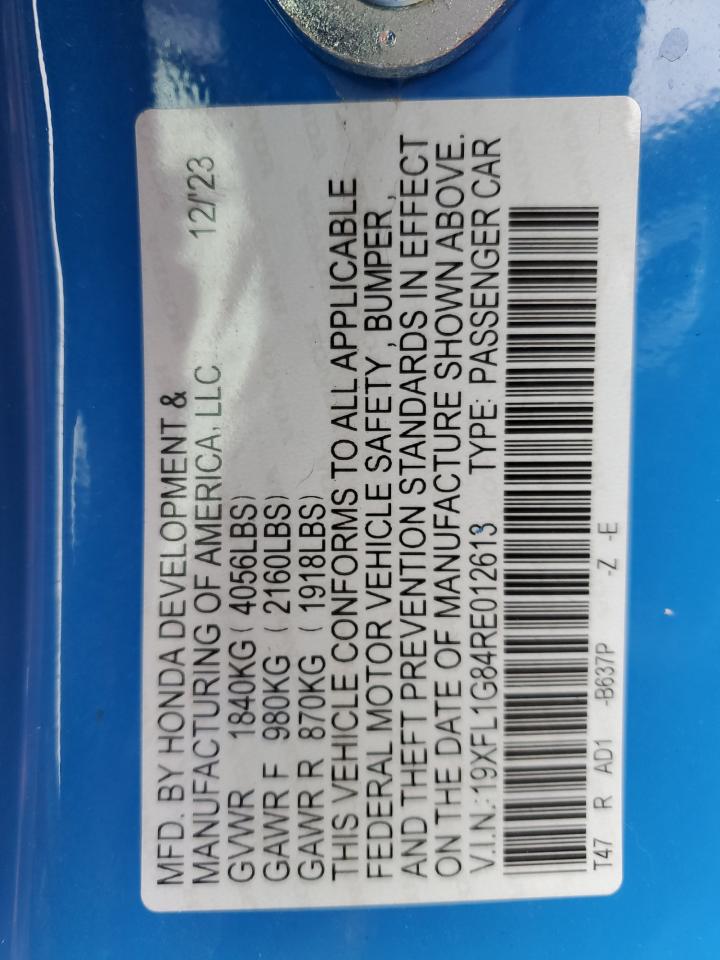 MFD. BY HONDA DEVELOPMENT &
MANUFACTURING OF AMERICA, LLC 12/'23
GVWR 1840KG ( 4056LBS)
GAWR F 980KG ( 2160LBS)
GAWR R 870KG ( 1918LBS)
THIS VEHICLE CONFORMS TO ALL APPLICABLE
FEDERAL MOTOR VEHICLE SAFETY , BUMPER ,
AND THEFT PREVENTION STANDARDS IN EFFECT
ON THE DATE OF MANUFACTURE SHOWN ABOVE.
V.I.N.:19XFL1G84RE012613 TYPE: PASSENGER CAR
T47 R AD1 -B637P -Z -E